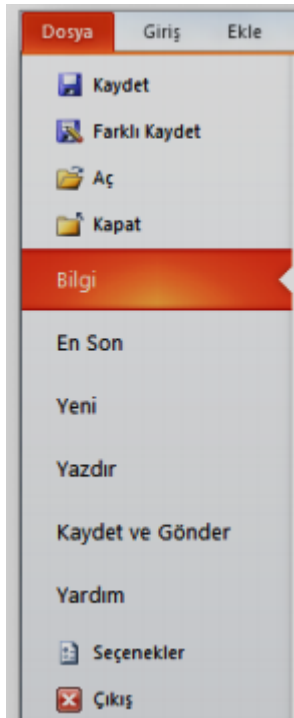 Dosya Giriş Ekle
Kaydet
Farklı Kaydet
Aç
Kapat
Bilgi
En Son
Yeni
Yazdır
Kaydet ve Gönder
Yardım
Seçenekler
Çıkış